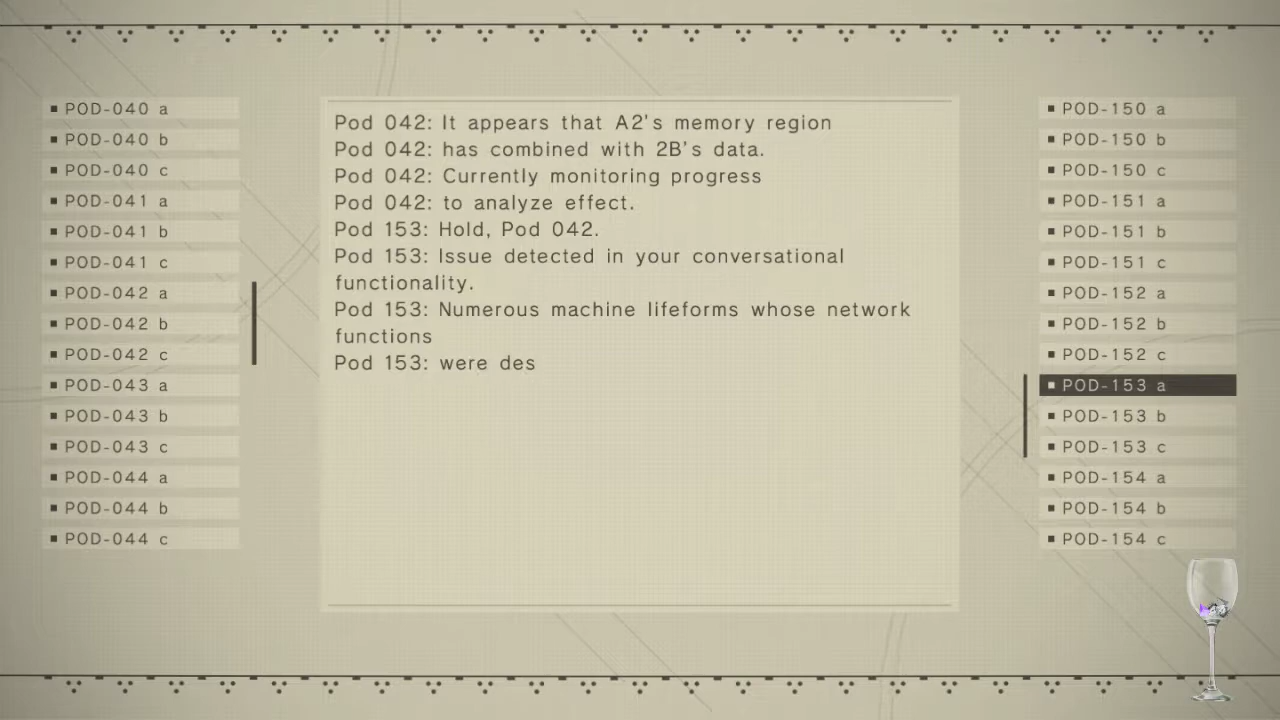 POD-040 a
POD-040 b
POD-040 c
POD-041 a
POD-041 b
POD-041 c
POD-042 a
POD-042 b
POD-042 c
POD-043 a
POD-043 b
POD-043 c
POD-044 a
POD-044 b
POD-044 c
Pod 042: It appears that A2's memory region
Pod 042: has combined with 2B's data.
Pod 042: Currently monitoring progress
Pod 042: to analyze effect.
Pod 153: Hold, Pod 042.
Pod 153: Issue detected in your conversational
functionality.
Pod 153: Numerous machine lifeforms whose network
functions
Pod 153: were des
POD-150 a
POD-150 b
POD-150 c
POD-151 a
POD-151 b
POD-151 c
POD-152 a
POD-152 b
POD-152 c
POD-153 a
POD-153 b
POD-153 c
POD-154 a
POD-154 b
POD-154 c